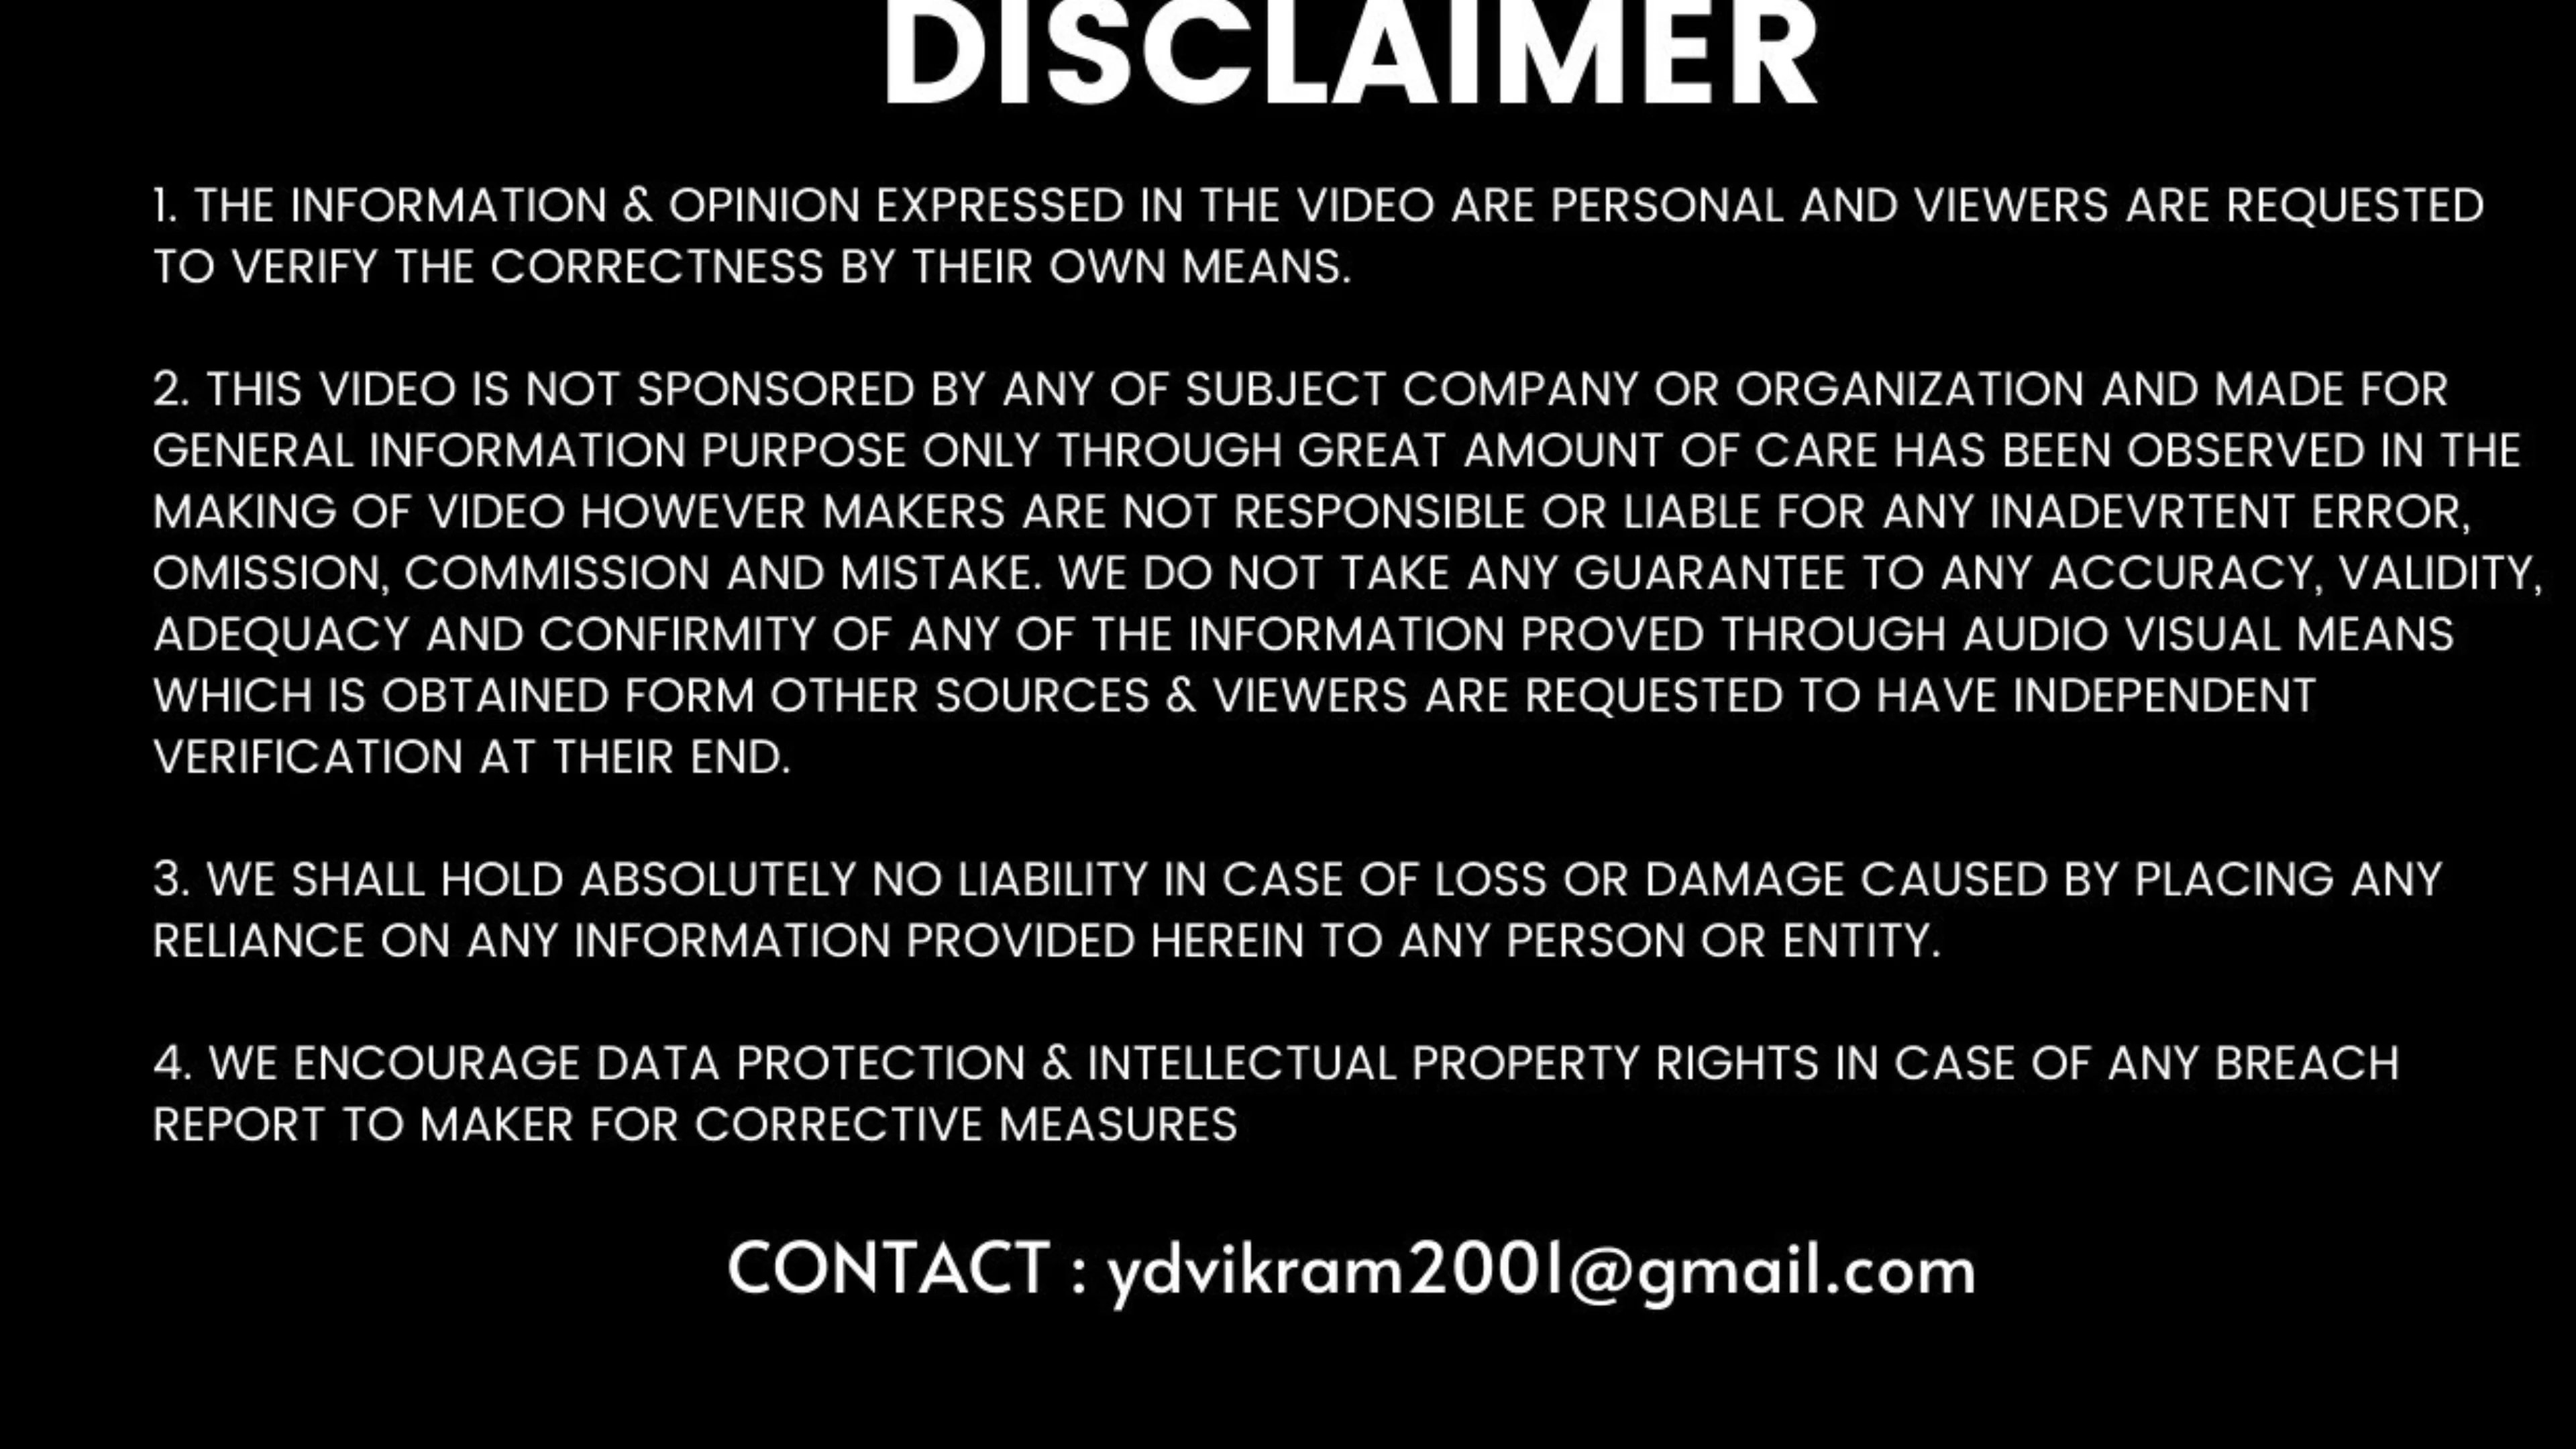 DISCLAIMER
1. THE INFORMATION & OPINION EXPRESSED IN THE VIDEO ARE PERSONAL AND VIEWERS ARE REQUESTED
TO VERIFY THE CORRECTNESS BY THEIR OWN MEANS.
2. THIS VIDEO IS NOT SPONSORED BY ANY OF SUBJECT COMPANY OR ORGANIZATION AND MADE FOR
GENERAL INFORMATION PURPOSE ONLY THROUGH GREAT AMOUNT OF CARE HAS BEEN OBSERVED IN THE
MAKING OF VIDEO HOWEVER MAKERS ARE NOT RESPONSIBLE OR LIABLE FOR ANY INADEVRTENT ERROR,
OMISSION, COMMISSION AND MISTAKE. WE DO NOT TAKE ANY GUARANTEE TO ANY ACCURACY, VALIDITY,
ADEQUACY AND CONFIRMITY OF ANY OF THE INFORMATION PROVED THROUGH AUDIO VISUAL MEANS
WHICH IS OBTAINED FORM OTHER SOURCES & VIEWERS ARE REQUESTED TO HAVE INDEPENDENT
VERIFICATION AT THEIR END.
3. WE SHALL HOLD ABSOLUTELY NO LIABILITY IN CASE OF LOSS OR DAMAGE CAUSED BY PLACING ANY
RELIANCE ON ANY INFORMATION PROVIDED HEREIN TO ANY PERSON OR ENTITY.
4. WE ENCOURAGE DATA PROTECTION & INTELLECTUAL PROPERTY RIGHTS IN CASE OF ANY BREACH
REPORT TO MAKER FOR CORRECTIVE MEASURES
CONTACT : ydvikram2001@gmail.com